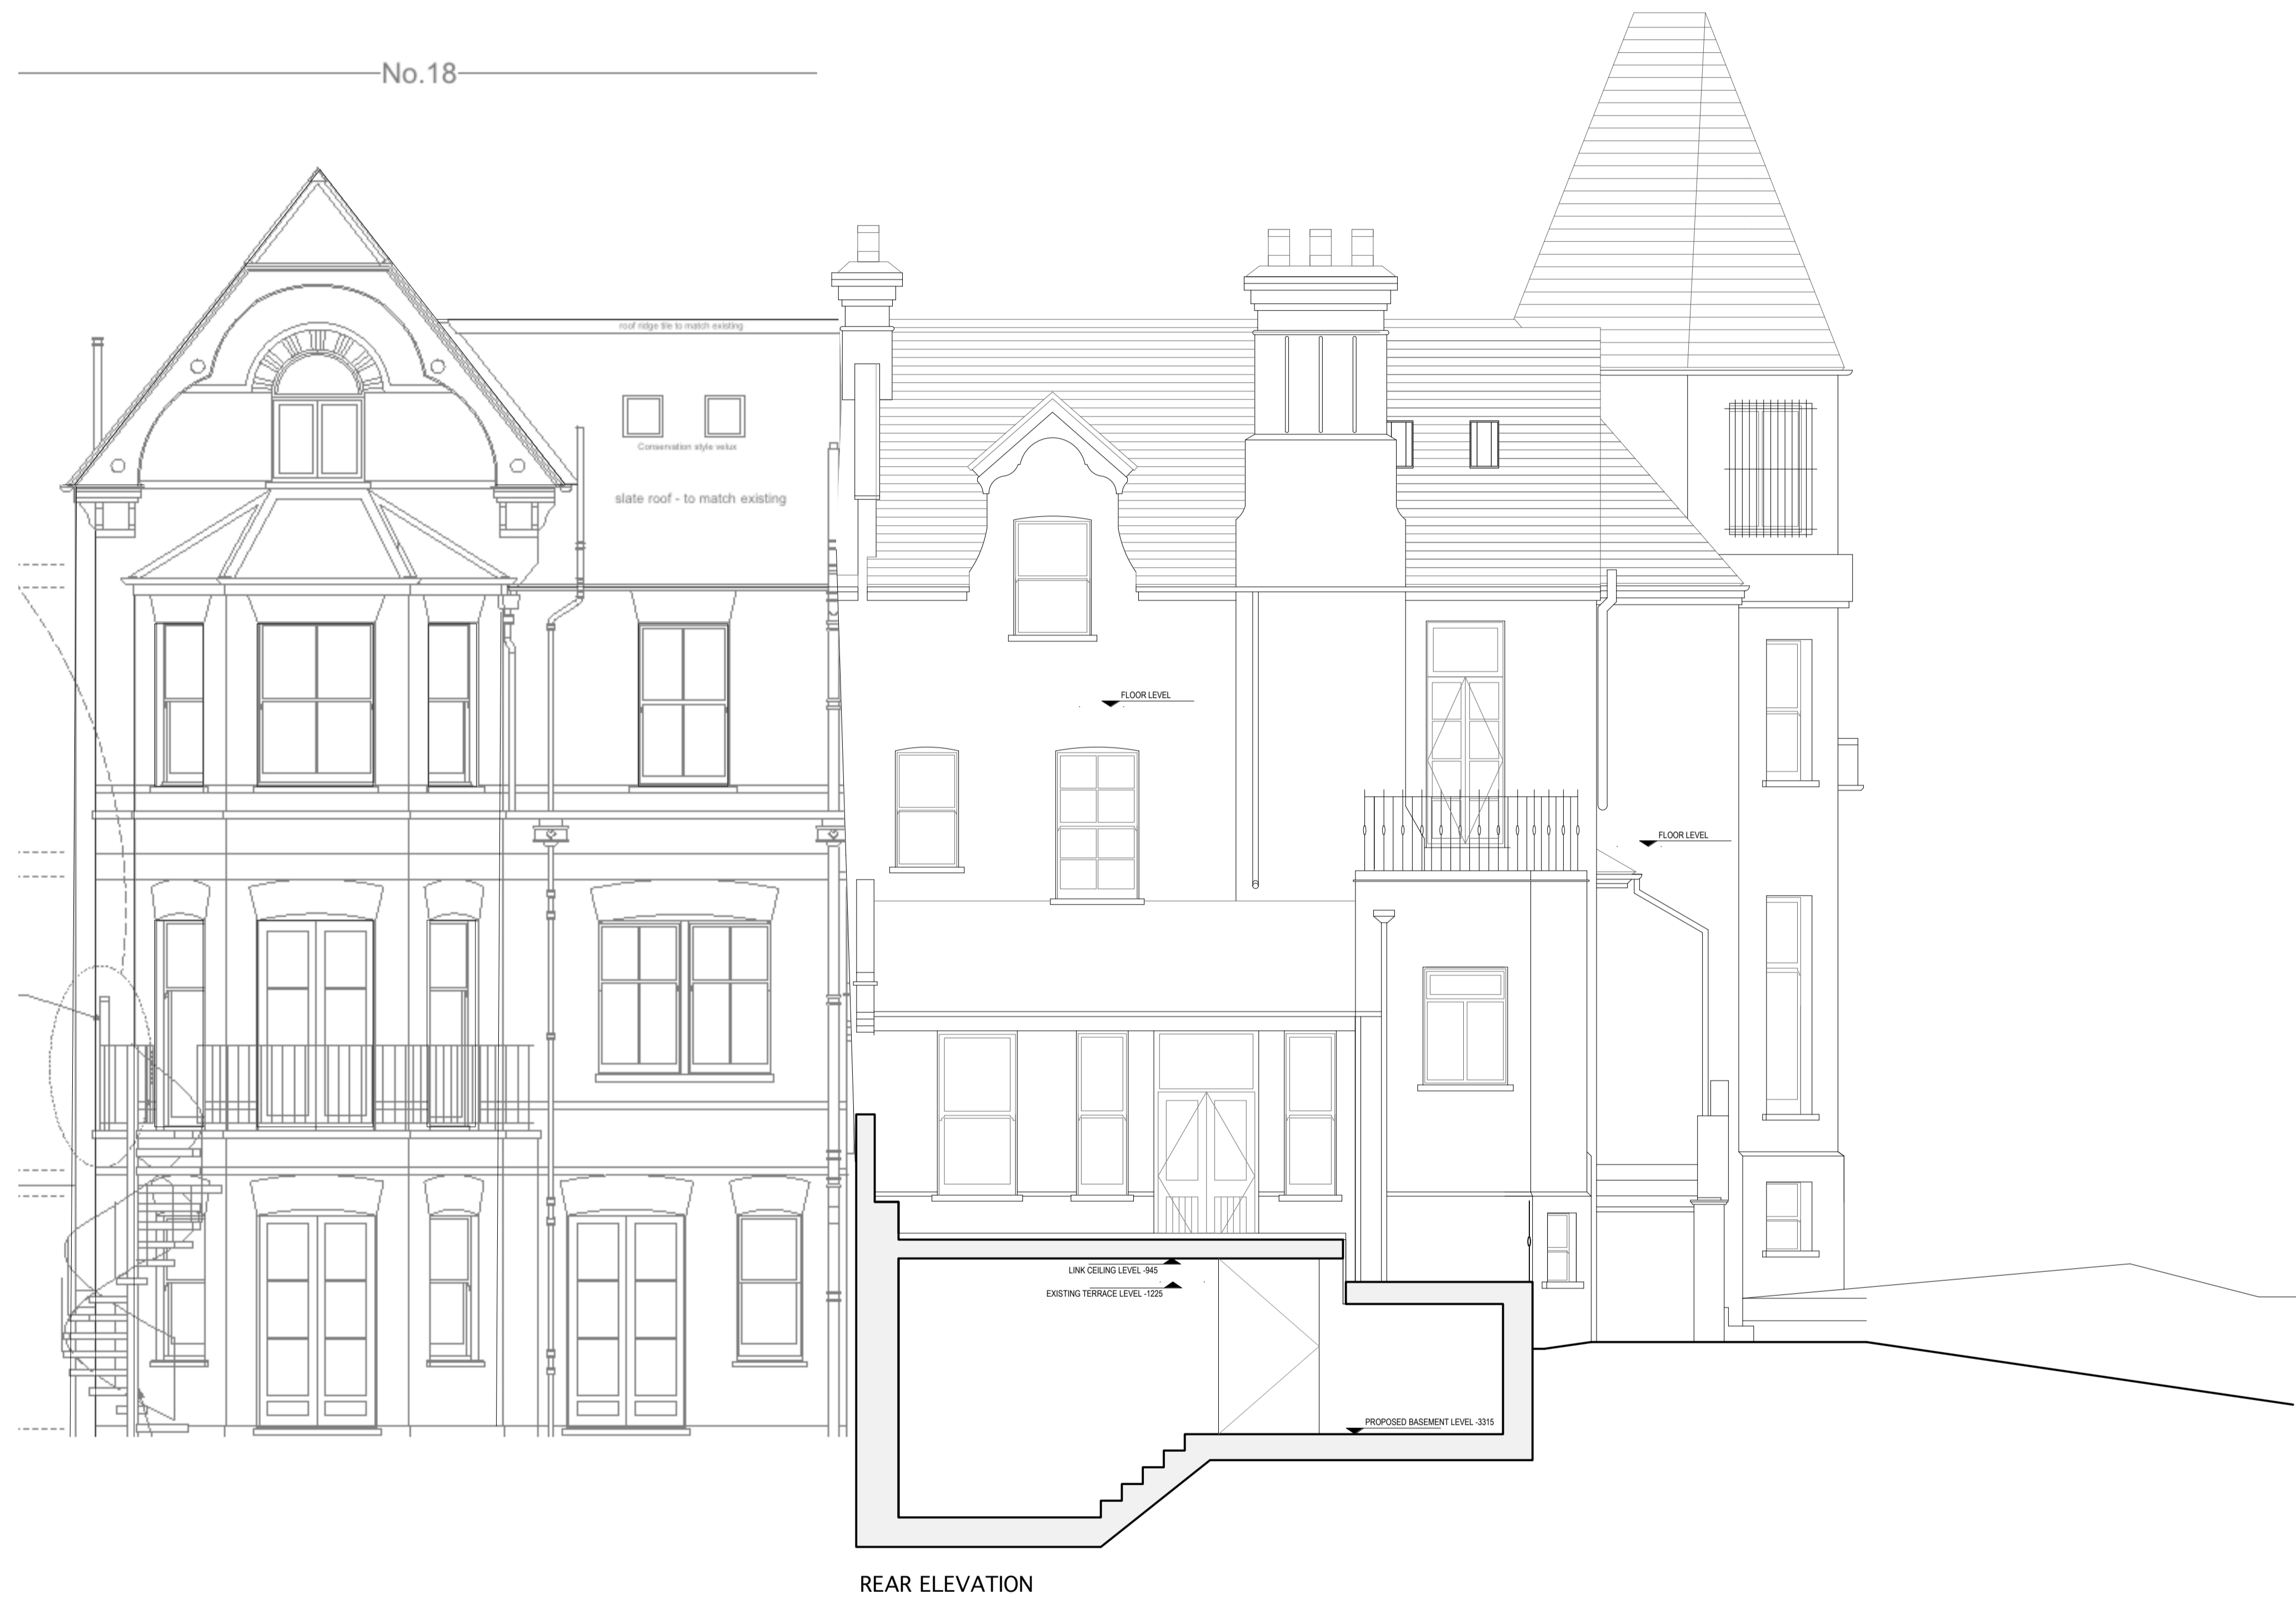 No.18
roof ridge tile to match existing
Conservation style velux
slate roof - to match existing
FLOOR LEVEL
FLOOR LEVEL
LINK CEILING LEVEL -945
EXISTING TERRACE LEVEL -1225
PROPOSED BASEMENT LEVEL -3315
REAR ELEVATION